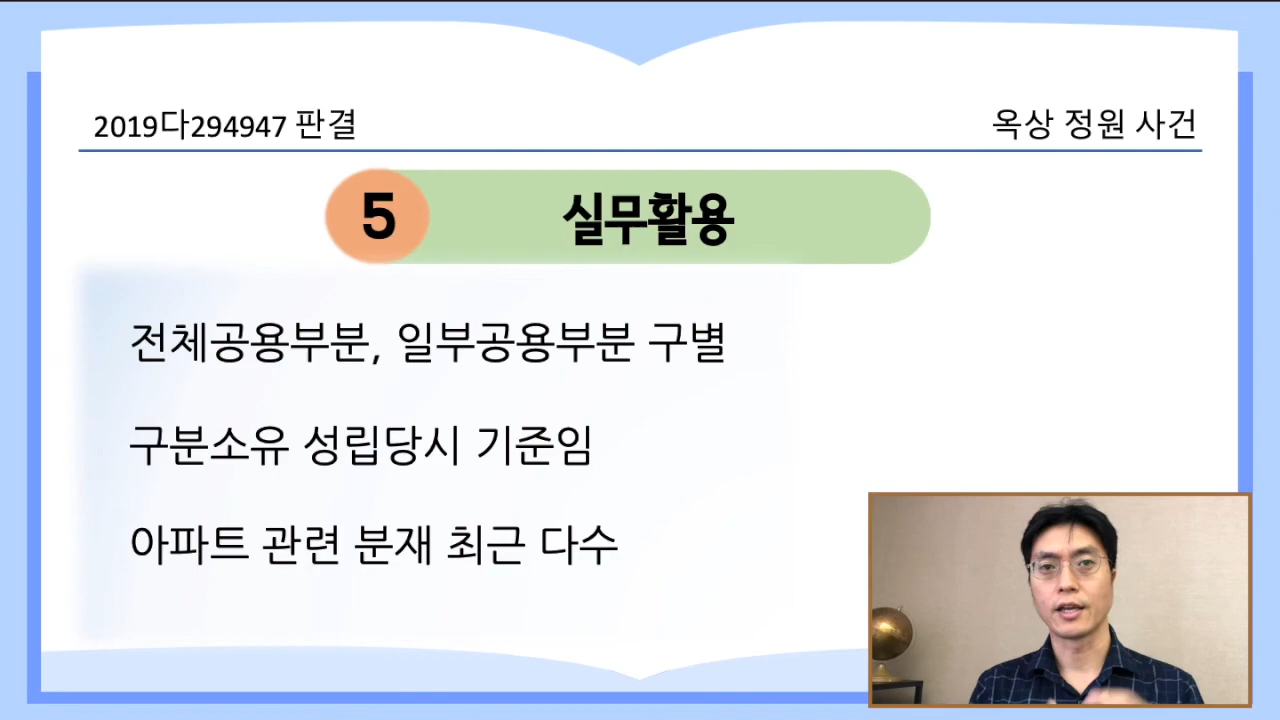 2019다294947 판결
옥상 정원 사건
5
실무활용
전체공용부분, 일부공용부분 구별
구분소유 성립당시 기준임
아파트 관련 분재 최근 다수